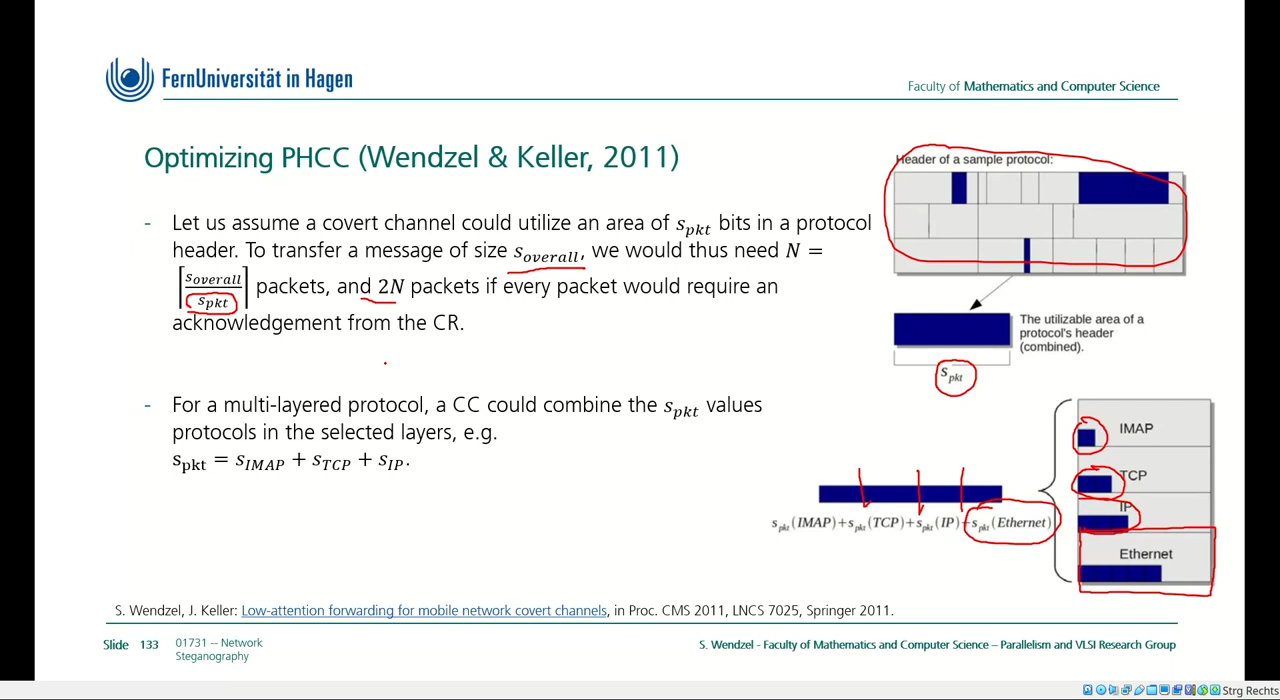 FernUniversität in Hagen
Faculty of Mathematics and Computer Science
Optimizing PHCC (Wendzel & Keller, 2011)
- Let us assume a covert channel could utilize an area of s_pkt bits in a protocol
header. To transfer a message of size s_overall, we would thus need N =
⌈s_overall / s_pkt⌉ packets, and 2N packets if every packet would require an
acknowledgement from the CR.
- For a multi-layered protocol, a CC could combine the s_pkt values
protocols in the selected layers, e.g.
s_pkt = s_IMAP + s_TCP + s_IP.
Header of a sample protocol:
The utilizable area of a
protocol's header
(combined).
s_pkt
IMAP
TCP
IP
Ethernet
s_pkt(IMAP)+s_pkt(TCP)+s_pkt(IP)+s_pkt(Ethernet)
S. Wendzel, J. Keller: Low-attention forwarding for mobile network covert channels, in Proc. CMS 2011, LNCS 7025, Springer 2011.
Slide 133
01731 -- Network
Steganography
S. Wendzel - Faculty of Mathematics and Computer Science – Parallelism and VLSI Research Group
Strg Rechts